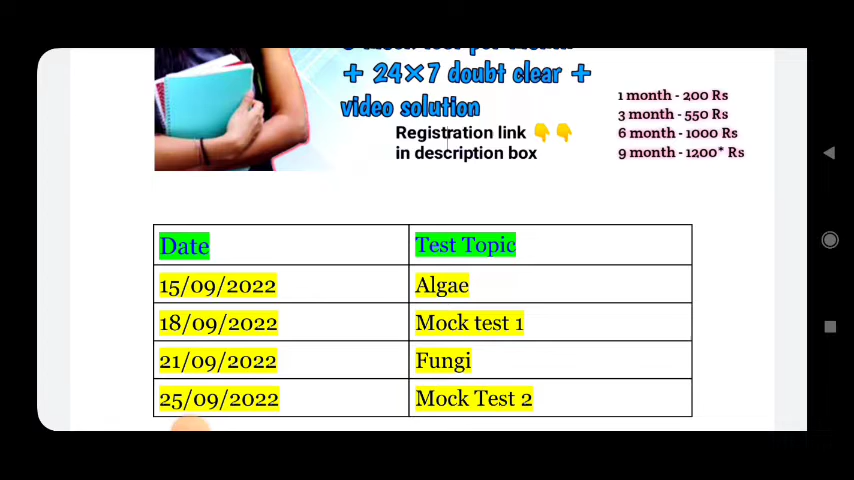 + 24×7 doubt clear +
video solution
Registration link 👇👇
in description box
1 month - 200 Rs
3 month - 550 Rs
6 month - 1000 Rs
9 month - 1200* Rs
Date Test Topic
15/09/2022 Algae
18/09/2022 Mock test 1
21/09/2022 Fungi
25/09/2022 Mock Test 2